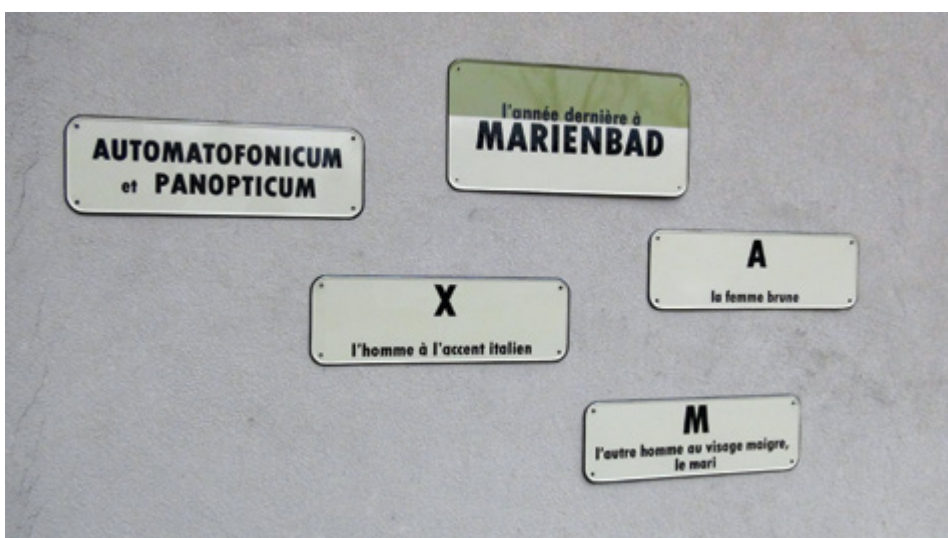 AUTOMATOFONICUM
et PANOPTICUM
l'année dernière à
MARIENBAD
A
la femme brune
X
l'homme à l'accent italien
M
l'autre homme au visage maigre,
le mari